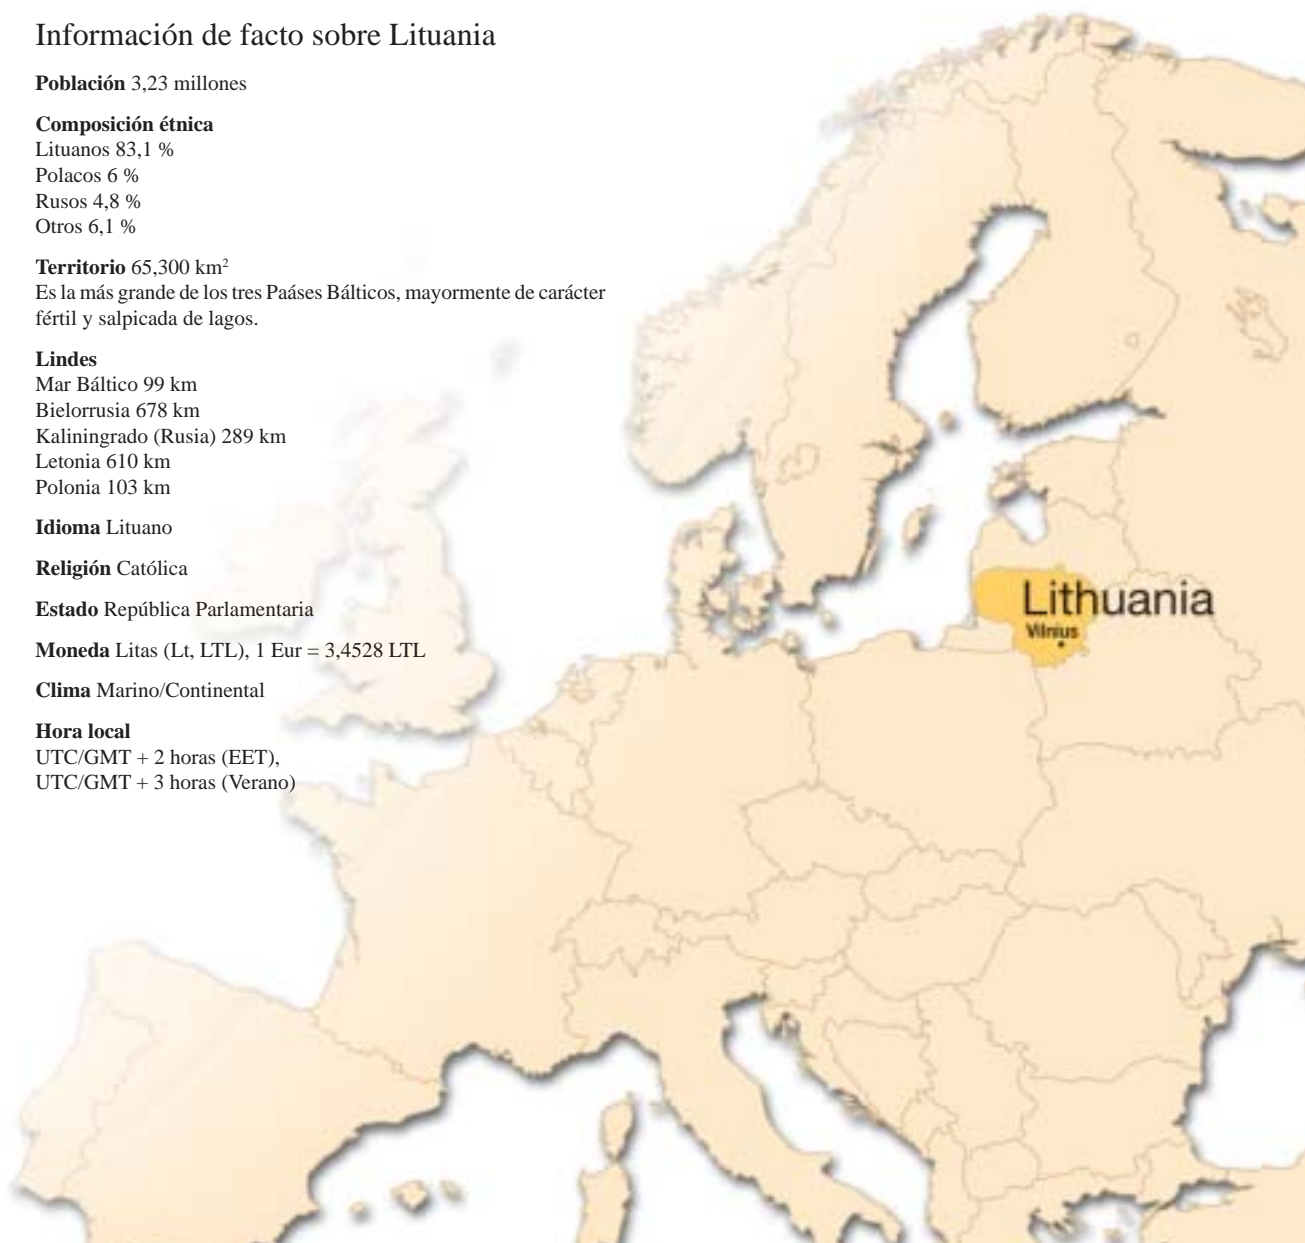 Información de facto sobre Lituania
Población 3,23 millones
Composición étnica
Lituanos 83,1 %
Polacos 6 %
Rusos 4,8 %
Otros 6,1 %
Territorio 65,300 km²
Es la más grande de los tres Paáses Bálticos, mayormente de carácter
fértil y salpicada de lagos.
Lindes
Mar Báltico 99 km
Bielorrusia 678 km
Kaliningrado (Rusia) 289 km
Letonia 610 km
Polonia 103 km
Idioma Lituano
Religión Católica
Estado República Parlamentaria
Moneda Litas (Lt, LTL), 1 Eur = 3,4528 LTL
Clima Marino/Continental
Hora local
UTC/GMT + 2 horas (EET),
UTC/GMT + 3 horas (Verano)
Lithuania
Vilnius